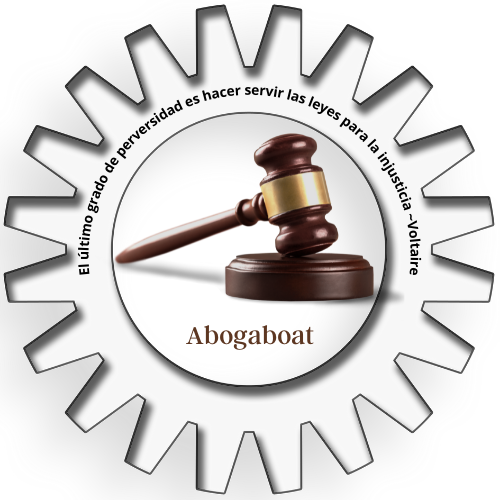 El último grado de perversidad es hacer servir las leyes para la injusticia ~Voltaire
Abogaboat